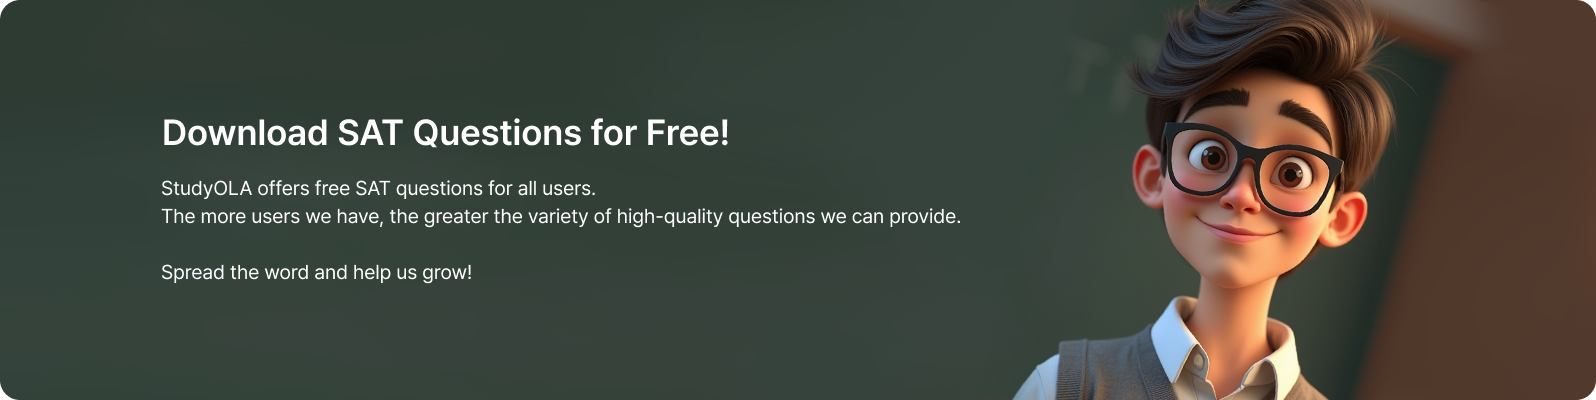 Download SAT Questions for Free!
StudyOLA offers free SAT questions for all users.
The more users we have, the greater the variety of high-quality questions we can provide.
Spread the word and help us grow!